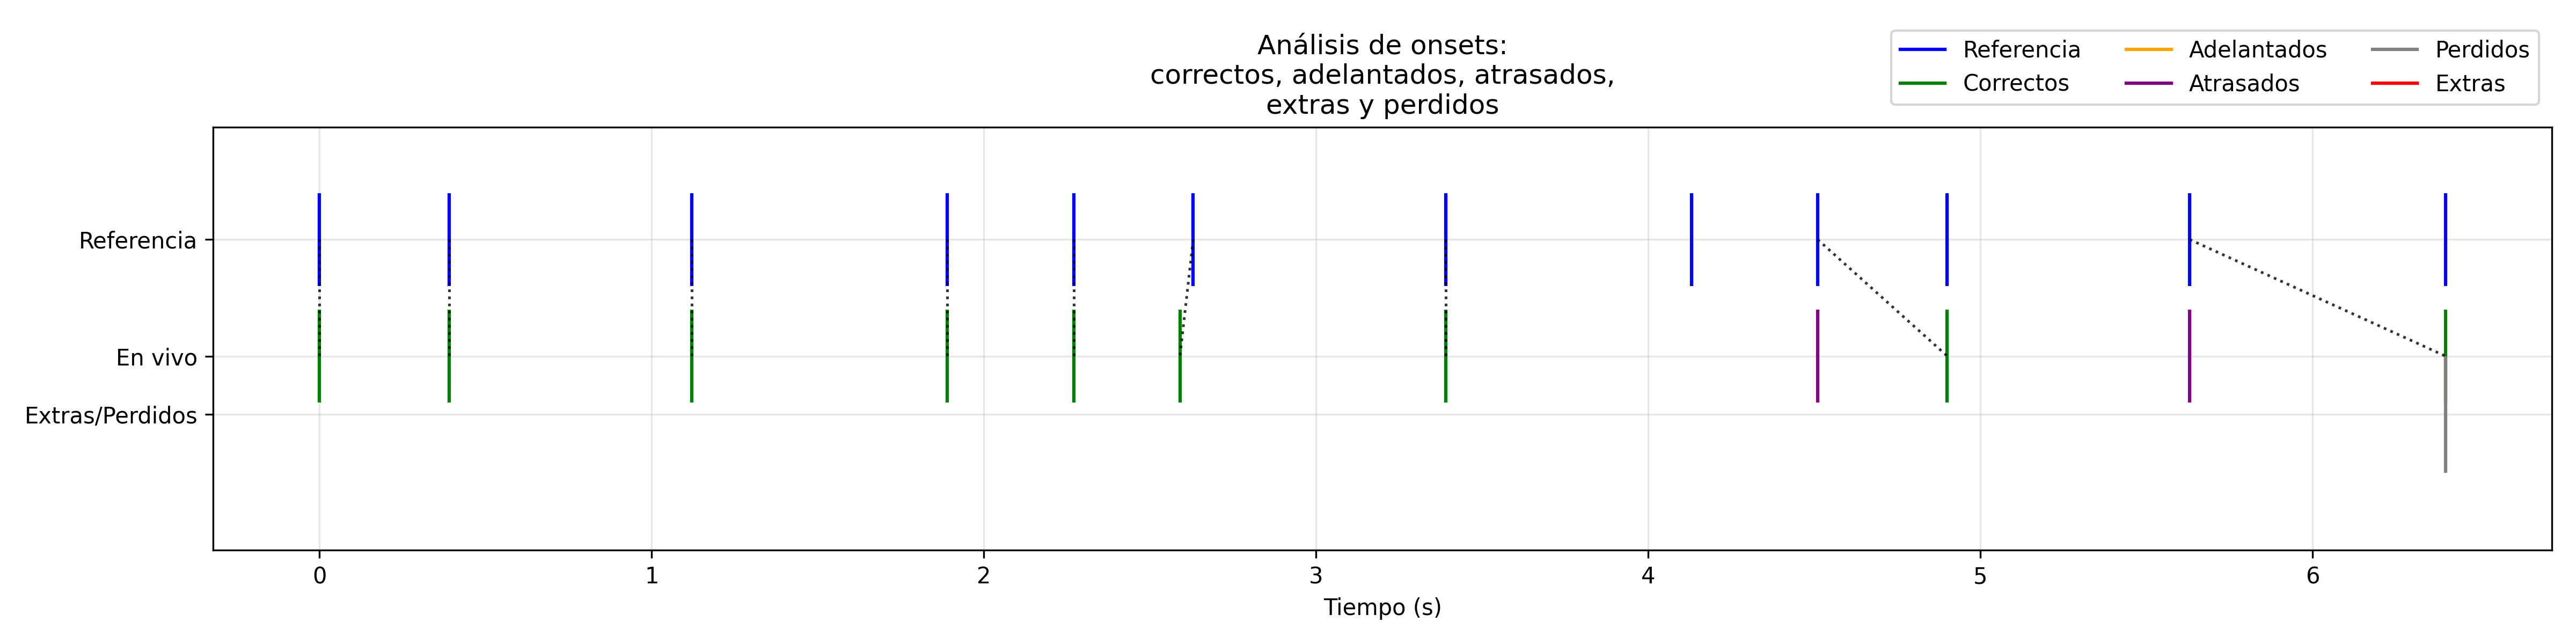 Análisis de onsets:
correctos, adelantados, atrasados,
extras y perdidos
Referencia
Correctos
Adelantados
Atrasados
Perdidos
Extras
Referencia
En vivo
Extras/Perdidos
0 1 2 3 4 5 6
Tiempo (s)